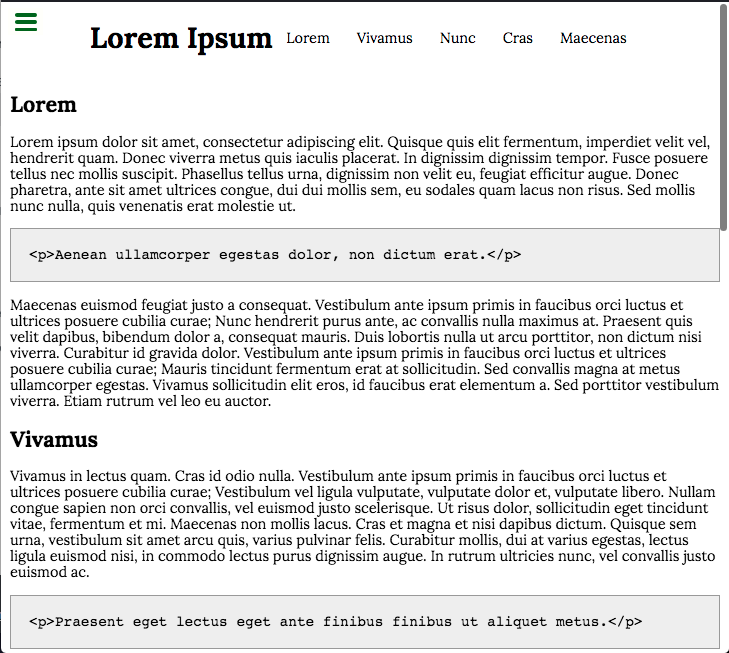 Lorem Ipsum Lorem Vivamus Nunc Cras Maecenas
Lorem
Lorem ipsum dolor sit amet, consectetur adipiscing elit. Quisque quis elit fermentum, imperdiet velit vel,
hendrerit quam. Donec viverra metus quis iaculis placerat. In dignissim dignissim tempor. Fusce posuere
tellus nec mollis suscipit. Phasellus tellus urna, dignissim non velit eu, feugiat efficitur augue. Donec
pharetra, ante sit amet ultrices congue, dui dui mollis sem, eu sodales quam lacus non risus. Sed mollis
nunc nulla, quis venenatis erat molestie ut.
<p>Aenean ullamcorper egestas dolor, non dictum erat.</p>
Maecenas euismod feugiat justo a consequat. Vestibulum ante ipsum primis in faucibus orci luctus et
ultrices posuere cubilia curae; Nunc hendrerit purus ante, ac convallis nulla maximus at. Praesent quis
velit dapibus, bibendum dolor a, consequat mauris. Duis lobortis nulla ut arcu porttitor, non dictum nisi
viverra. Curabitur id gravida dolor. Vestibulum ante ipsum primis in faucibus orci luctus et ultrices
posuere cubilia curae; Mauris tincidunt fermentum erat at sollicitudin. Sed convallis magna at metus
ullamcorper egestas. Vivamus sollicitudin elit eros, id faucibus erat elementum a. Sed porttitor vestibulum
viverra. Etiam rutrum vel leo eu auctor.
Vivamus
Vivamus in lectus quam. Cras id odio nulla. Vestibulum ante ipsum primis in faucibus orci luctus et
ultrices posuere cubilia curae; Vestibulum vel ligula vulputate, vulputate dolor et, vulputate libero. Nullam
congue sapien non orci convallis, vel euismod justo scelerisque. Ut risus dolor, sollicitudin eget tincidunt
vitae, fermentum et mi. Maecenas non mollis lacus. Cras et magna et nisi dapibus dictum. Quisque sem
urna, vestibulum sit amet arcu quis, varius pulvinar felis. Curabitur mollis, dui at varius egestas, lectus
ligula euismod nisi, in commodo lectus purus dignissim augue. In rutrum ultricies nunc, vel convallis justo
euismod ac.
<p>Praesent eget lectus eget ante finibus finibus ut aliquet metus.</p>